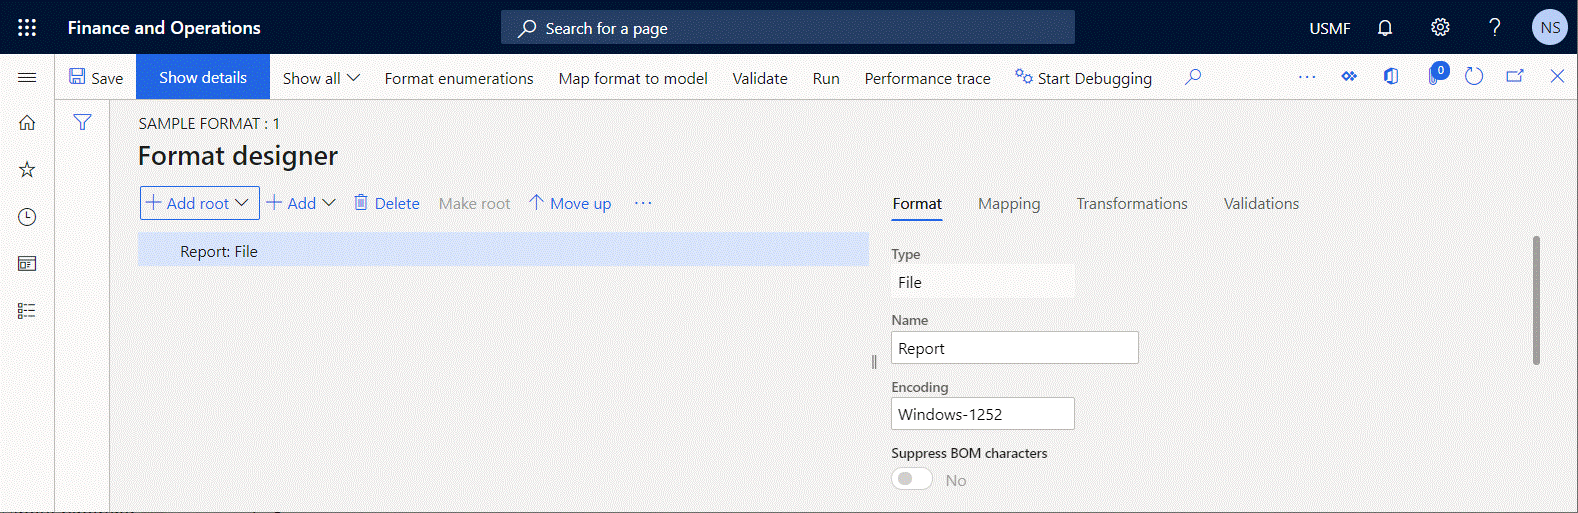 Finance and Operations
Search for a page
USMF
?
NS
Save
Show details
Show all
Format enumerations
Map format to model
Validate
Run
Performance trace
Start Debugging
0
SAMPLE FORMAT : 1
Format designer
Add root
Add
Delete
Make root
Move up
Format
Mapping
Transformations
Validations
Report: File
Type
File
Name
Report
Encoding
Windows-1252
Suppress BOM characters
No